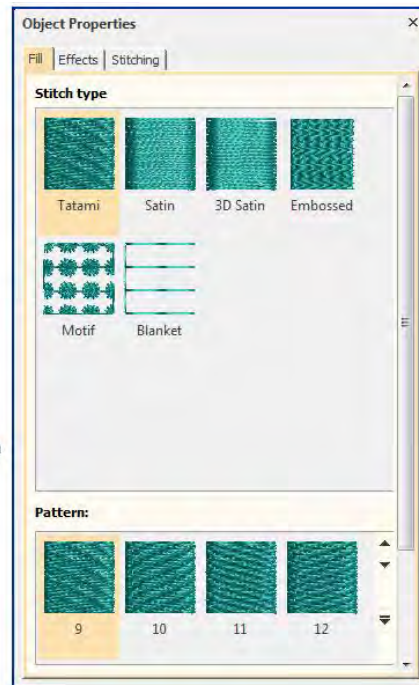 Object Properties ×
Fill Effects Stitching
Stitch type
Tatami Satin 3D Satin Embossed
Motif Blanket
Pattern:
9 10 11 12